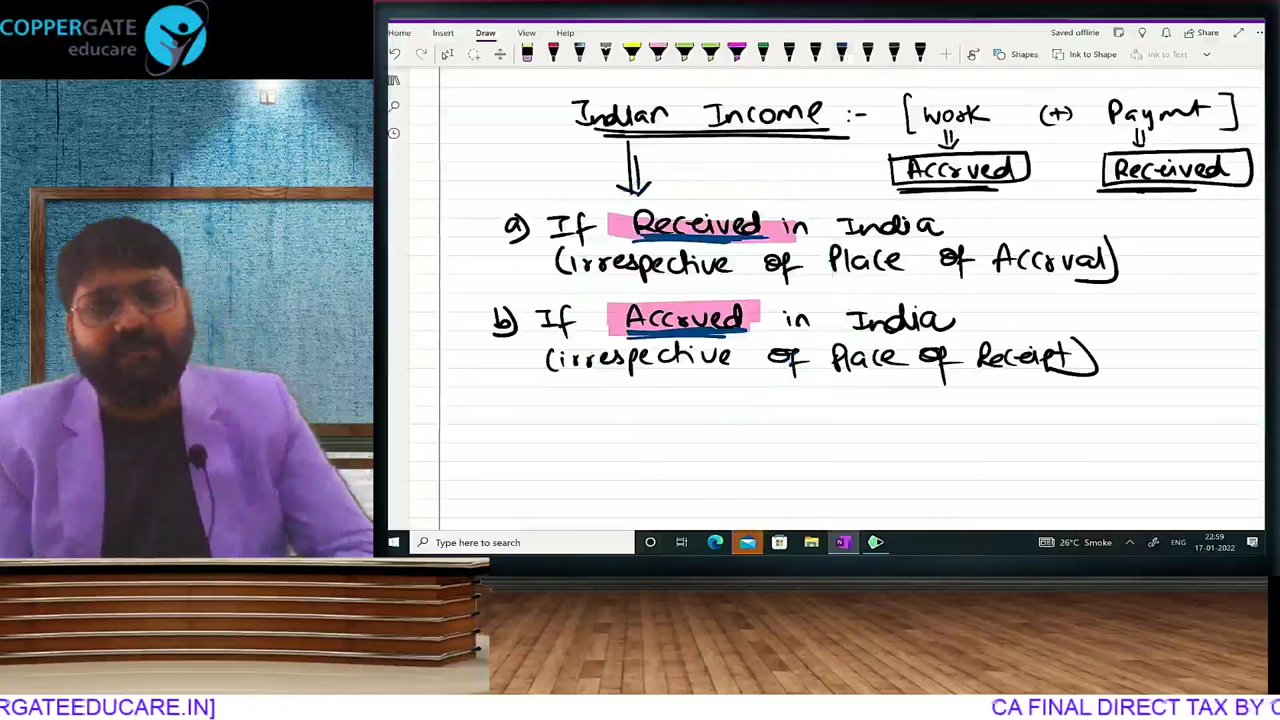 COPPERGATE
educare
Home Insert Draw View Help
Saved offline
Share
Shapes
Ink to Shape
Ink to Text
Indian Income :- [work (+) Paymt]
Accrued Received
a) If Received in India
(irrespective of Place of Accrual)
b) If Accrued in India
(irrespective of Place of Receipt)
Type here to search
26°C Smoke
ENG
22:59
17-01-2022
RGATEEDUCARE.IN]
CA FINAL DIRECT TAX BY C